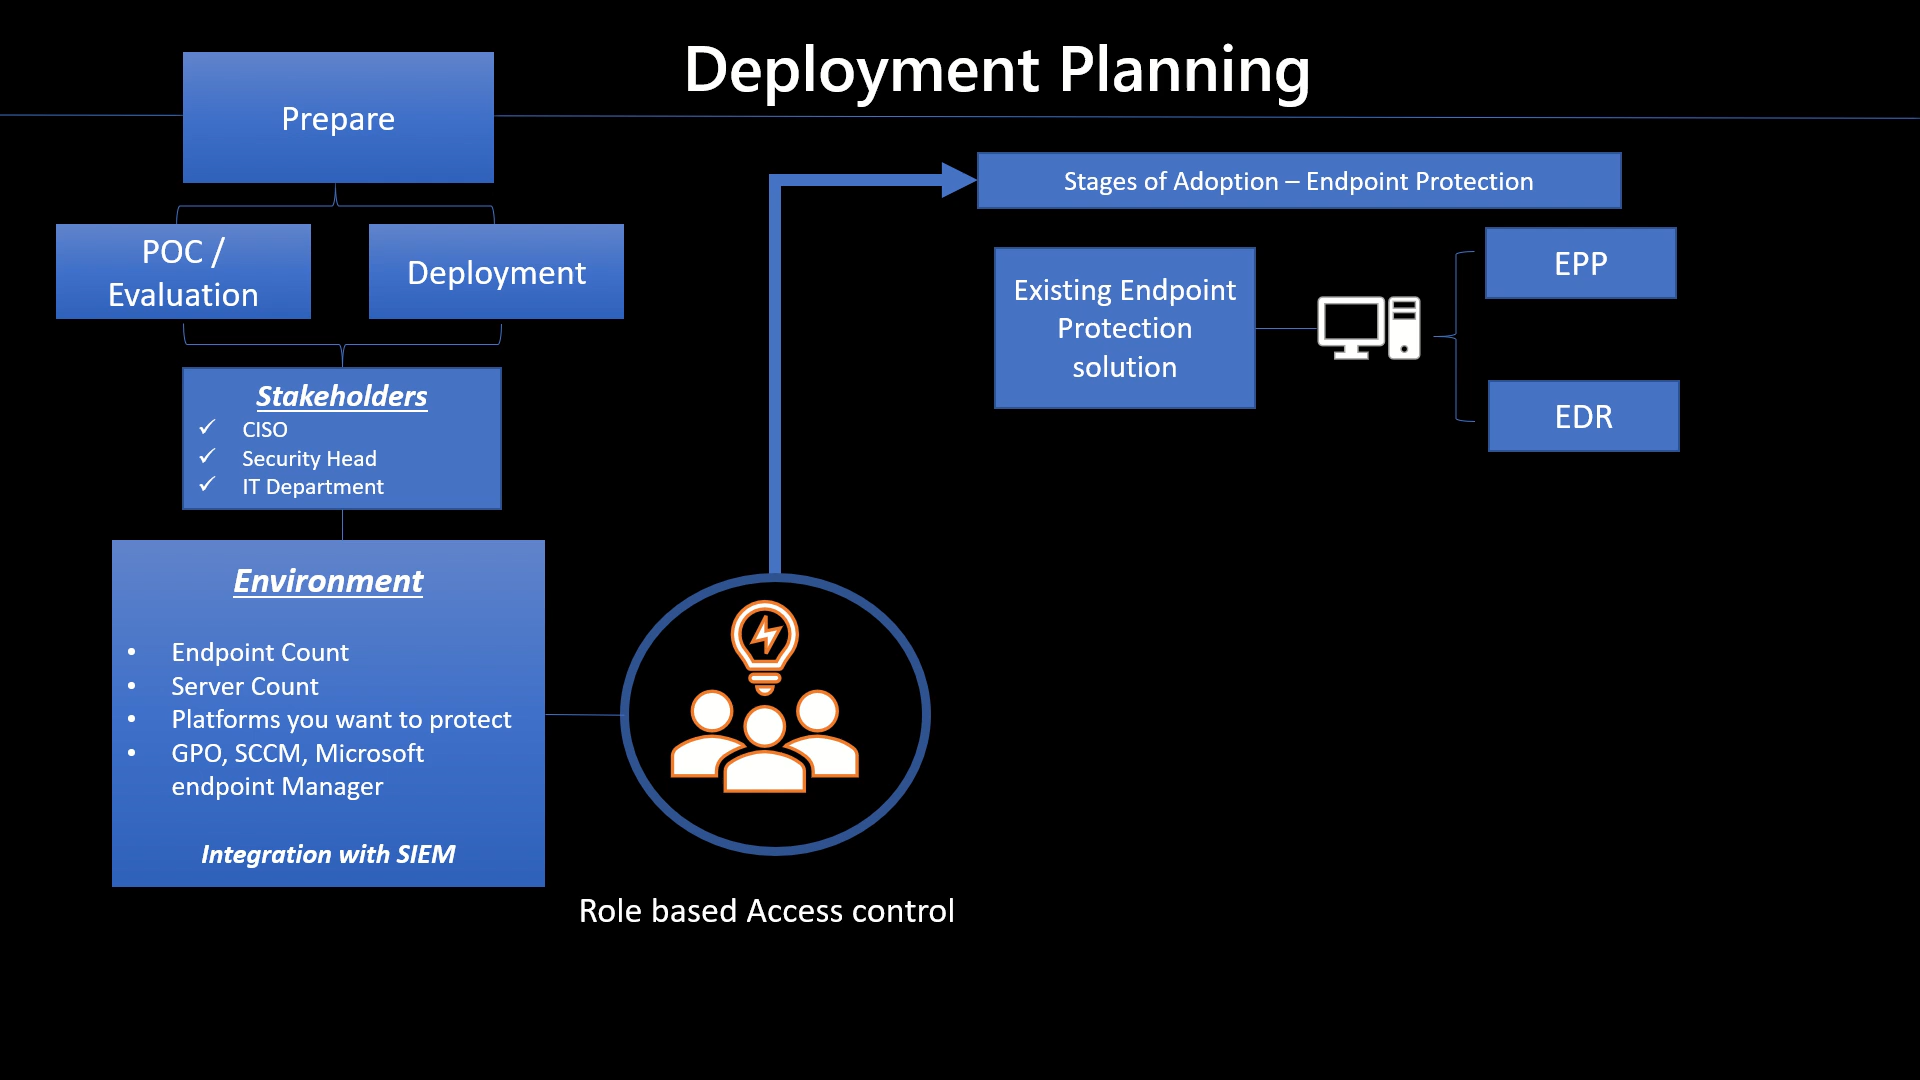 Deployment Planning
Prepare
POC /
Evaluation
Deployment
Stakeholders
✓ CISO
✓ Security Head
✓ IT Department
Environment
• Endpoint Count
• Server Count
• Platforms you want to protect
• GPO, SCCM, Microsoft
endpoint Manager
Integration with SIEM
Role based Access control
Stages of Adoption – Endpoint Protection
Existing Endpoint
Protection
solution
EPP
EDR